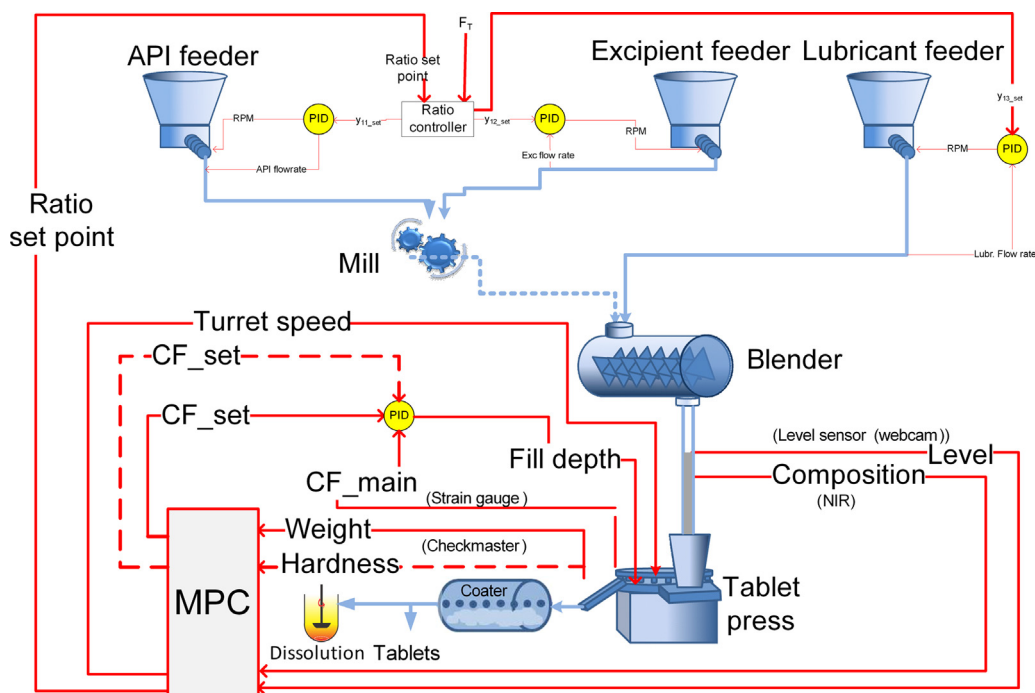 API feeder
F_T
Excipient feeder
Lubricant feeder
Ratio set
point
Ratio
controller
y11_set
y12_set
y13_set
PID
PID
PID
RPM
RPM
RPM
API flowrate
Exc flow rate
Lubr. Flow rate
Ratio
set point
Mill
Turret speed
CF_set
Blender
CF_set
PID
(Level sensor (webcam))
Level
Fill depth
Composition
(NIR)
CF_main
(Strain gauge)
Weight
(Checkmaster)
Hardness
MPC
Coater
Tablet
press
Dissolution
Tablets